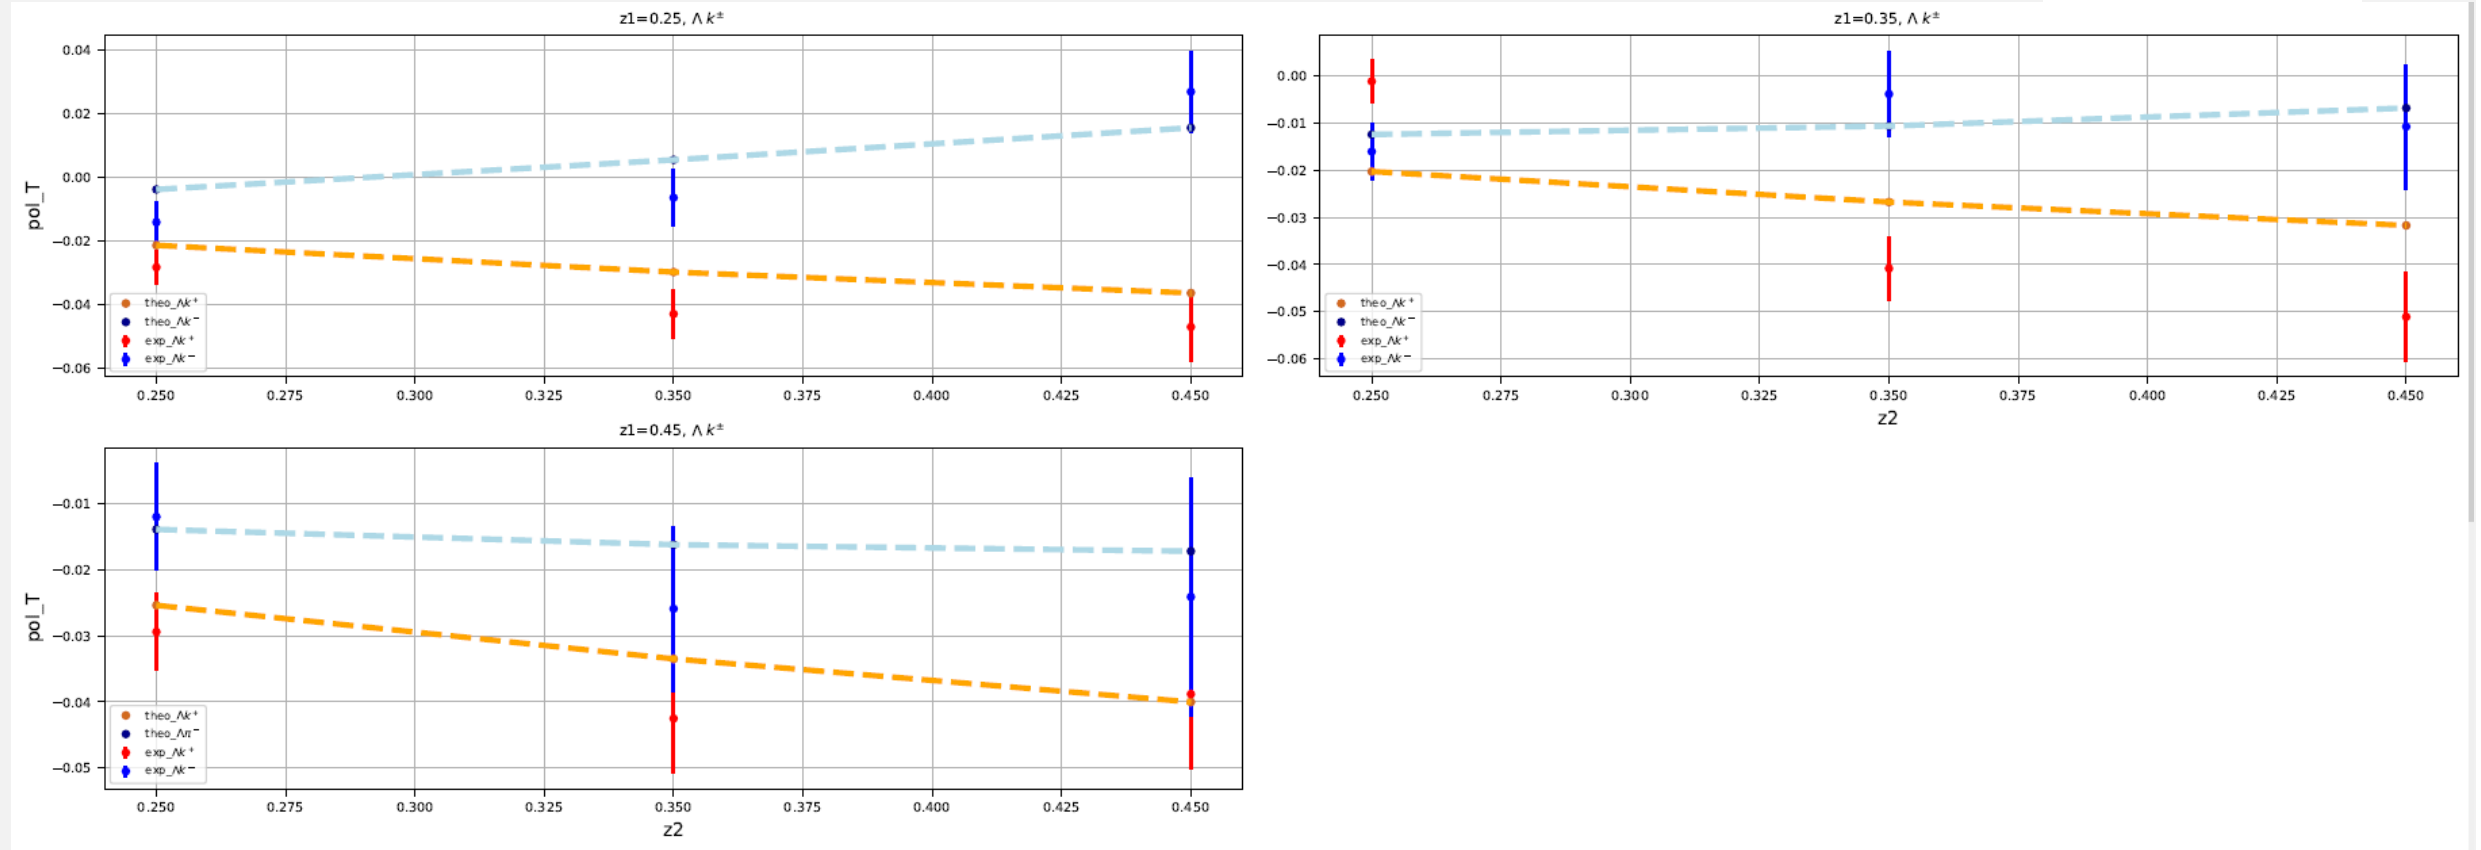 z1=0.25, Λ k±
0.04
0.02
0.00
−0.02
−0.04
−0.06
pol_T
theo_Λk⁺
theo_Λk⁻
exp_Λk⁺
exp_Λk⁻
0.250 0.275 0.300 0.325 0.350 0.375 0.400 0.425 0.450
z1=0.35, Λ k±
0.00
−0.01
−0.02
−0.03
−0.04
−0.05
−0.06
theo_Λk⁺
theo_Λk⁻
exp_Λk⁺
exp_Λk⁻
0.250 0.275 0.300 0.325 0.350 0.375 0.400 0.425 0.450
z2
z1=0.45, Λ k±
−0.01
−0.02
−0.03
−0.04
−0.05
pol_T
theo_Λk⁺
theo_Λπ⁻
exp_Λk⁺
exp_Λk⁻
0.250 0.275 0.300 0.325 0.350 0.375 0.400 0.425 0.450
z2